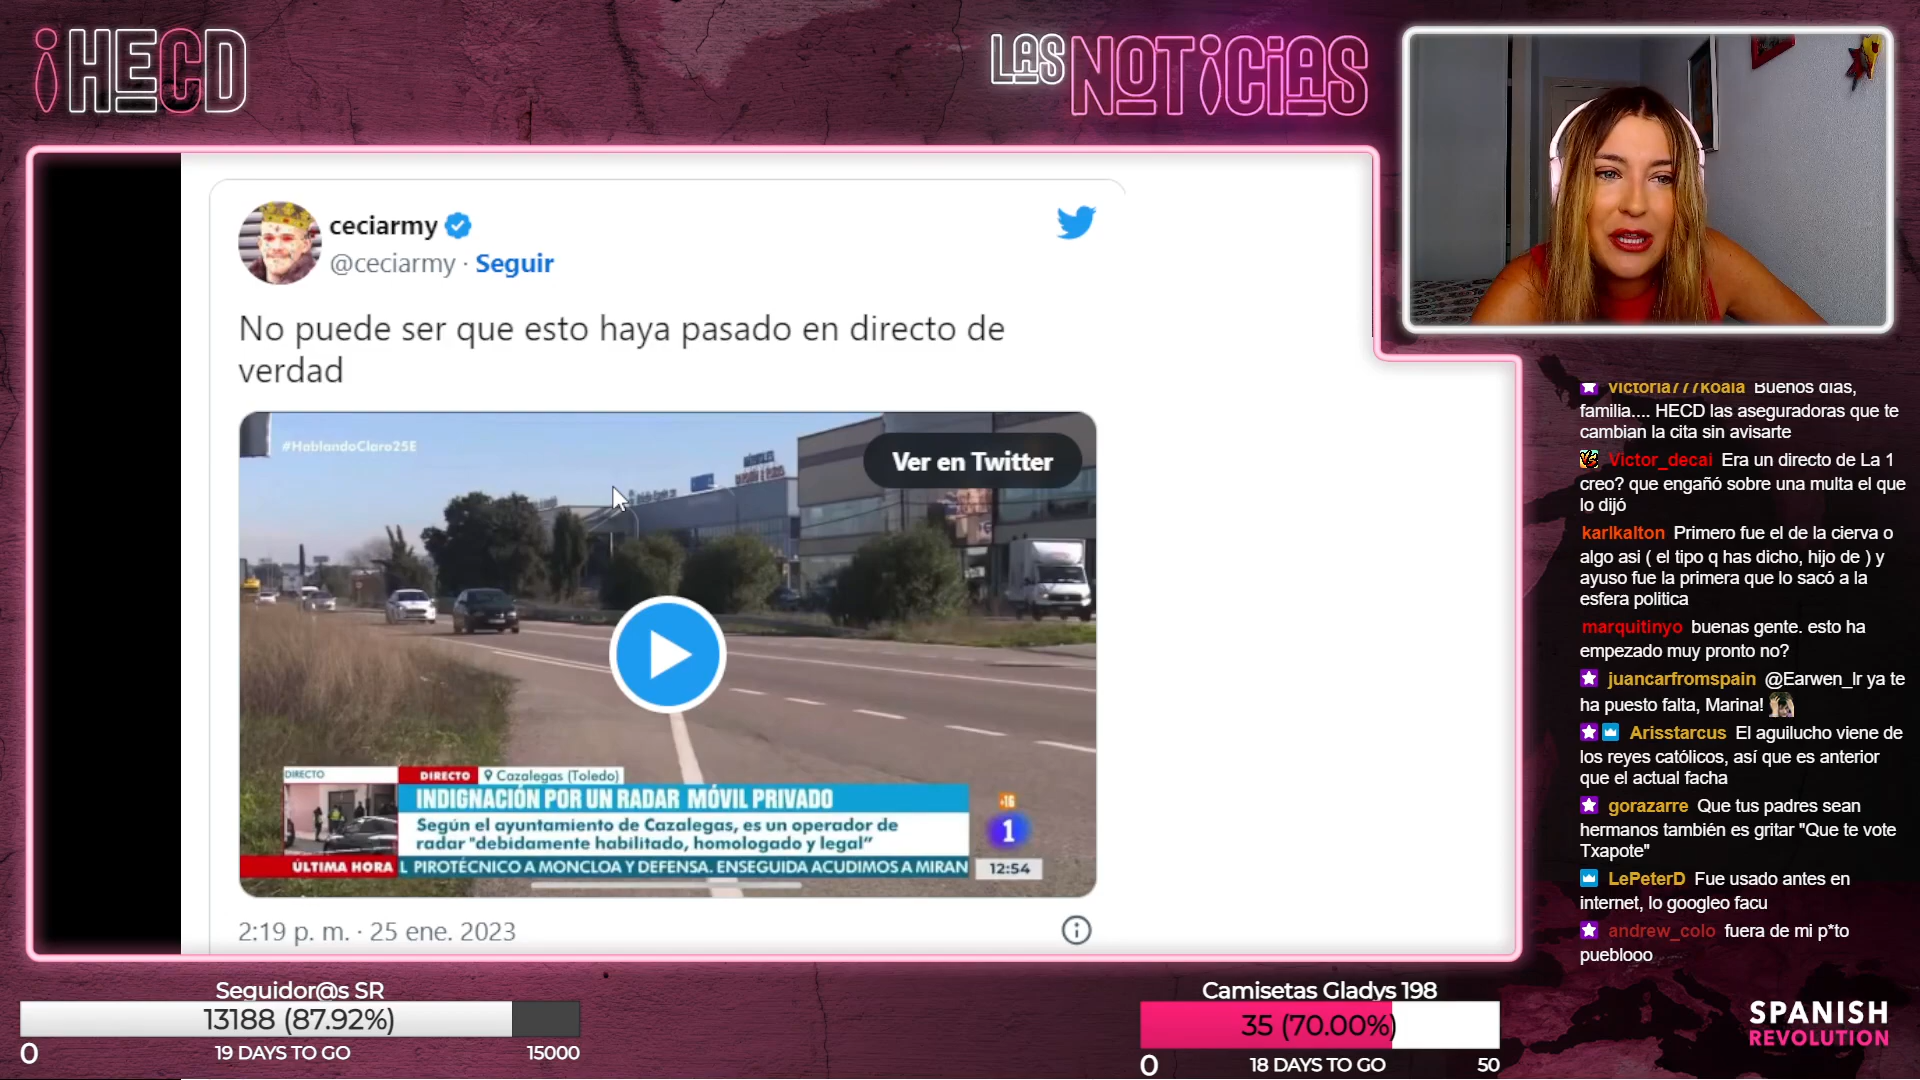 ¡HECD
LAS NOTICIAS
ceciarmy
@ceciarmy · Seguir
No puede ser que esto haya pasado en directo de
verdad
#HablandoClaro25E
Ver en Twitter
DIRECTO
DIRECTO Cazalegas (Toledo)
INDIGNACIÓN POR UN RADAR MÓVIL PRIVADO
Según el ayuntamiento de Cazalegas, es un operador de
radar "debidamente habilitado, homologado y legal"
+16
1
ÚLTIMA HORA L PIROTÉCNICO A MONCLOA Y DEFENSA. ENSEGUIDA ACUDIMOS A MIRAN
12:54
2:19 p. m. · 25 ene. 2023
victoria777koala Buenos días,
familia.... HECD las aseguradoras que te
cambian la cita sin avisarte
Victor_decai Era un directo de La 1
creo? que engañó sobre una multa el que
lo dijó
karlkalton Primero fue el de la cierva o
algo asi ( el tipo q has dicho, hijo de ) y
ayuso fue la primera que lo sacó a la
esfera politica
marquitinyo buenas gente. esto ha
empezado muy pronto no?
juancarfromspain @Earwen_lr ya te
ha puesto falta, Marina!
Arisstarcus El aguilucho viene de
los reyes católicos, así que es anterior
que el actual facha
gorazarre Que tus padres sean
hermanos también es gritar "Que te vote
Txapote"
LePeterD Fue usado antes en
internet, lo googleo facu
andrew_colo fuera de mi p*to
pueblooo
Seguidor@s SR
13188 (87.92%)
0 19 DAYS TO GO 15000
Camisetas Gladys 198
35 (70.00%)
0 18 DAYS TO GO 50
SPANISH
REVOLUTION